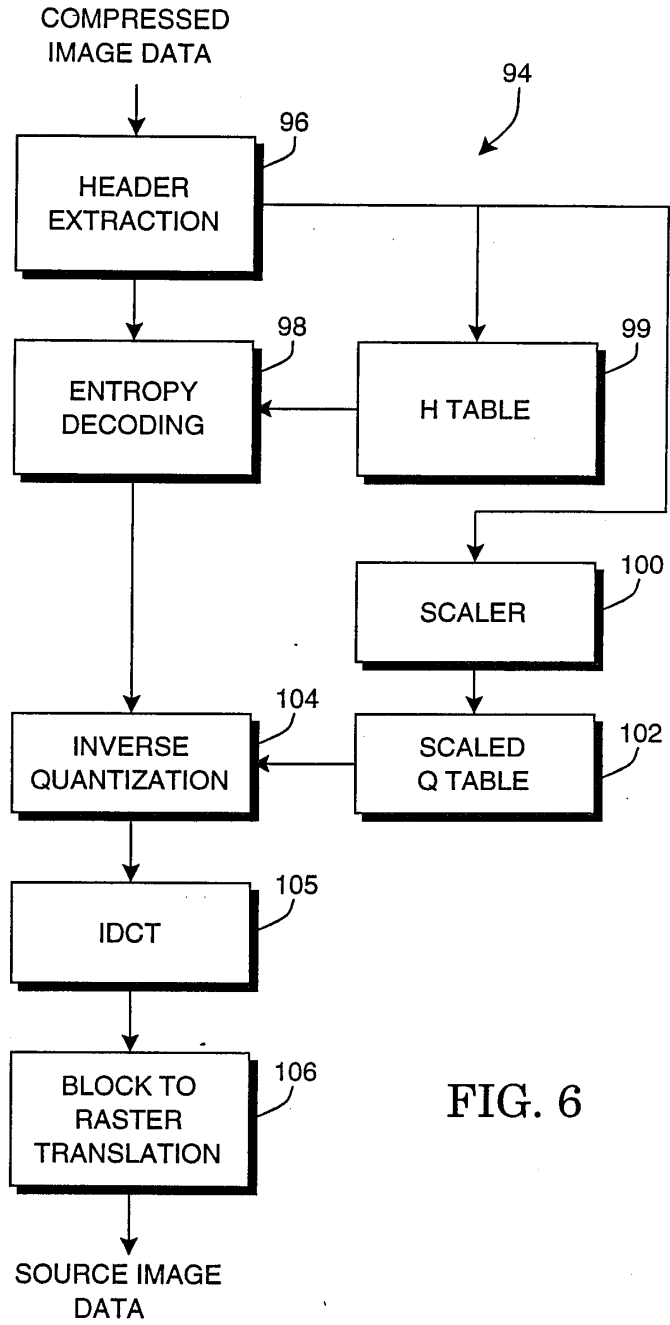 COMPRESSED
IMAGE DATA
94
96
HEADER
EXTRACTION
98
99
ENTROPY
DECODING
H TABLE
100
SCALER
104
102
INVERSE
QUANTIZATION
SCALED
Q TABLE
105
IDCT
106
BLOCK TO
RASTER
TRANSLATION
FIG. 6
SOURCE IMAGE
DATA